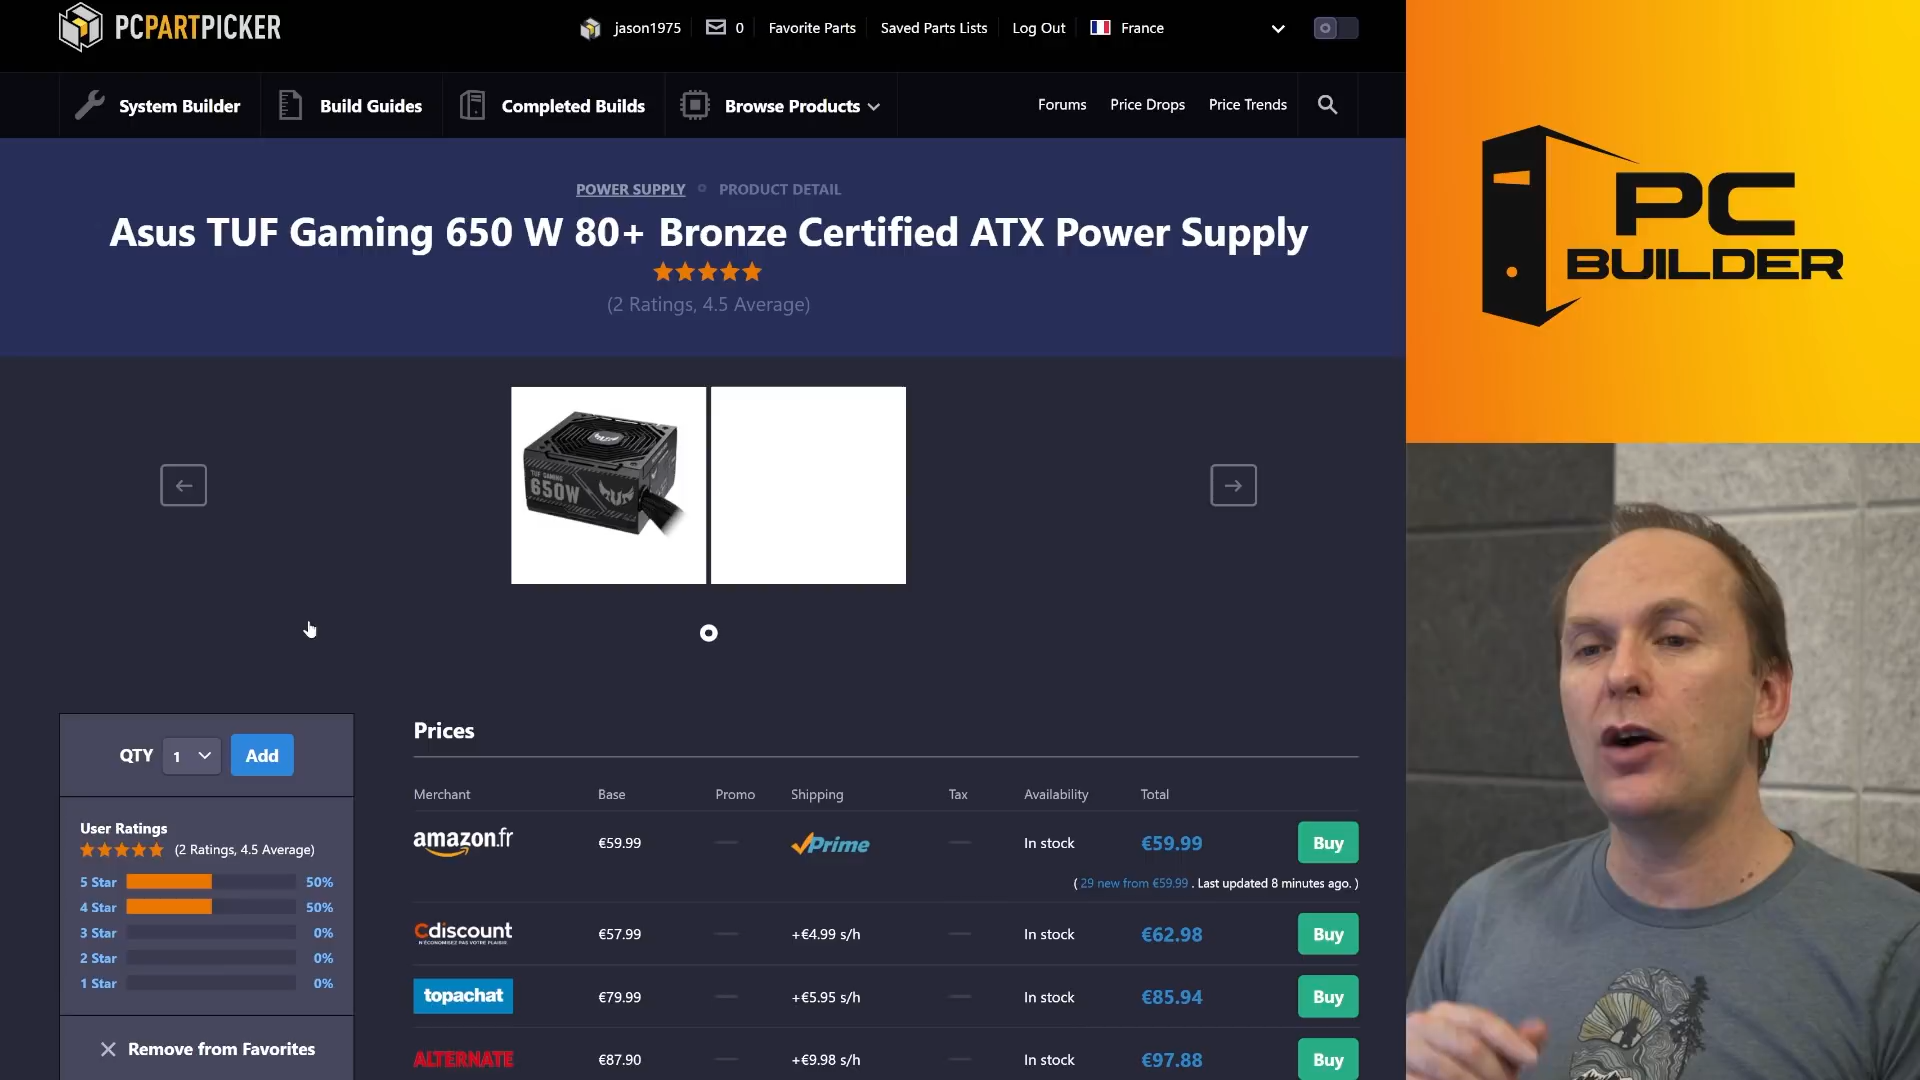 PCPARTPICKER
jason1975
0
Favorite Parts
Saved Parts Lists
Log Out
France
System Builder
Build Guides
Completed Builds
Browse Products
Forums
Price Drops
Price Trends
POWER SUPPLY
PRODUCT DETAIL
Asus TUF Gaming 650 W 80+ Bronze Certified ATX Power Supply
(2 Ratings, 4.5 Average)
TUF GAMING
650W
PC
BUILDER
QTY 1 Add
User Ratings
(2 Ratings, 4.5 Average)
5 Star 50%
4 Star 50%
3 Star 0%
2 Star 0%
1 Star 0%
Remove from Favorites
Prices
Merchant Base Promo Shipping Tax Availability Total
amazon.fr €59.99 Prime In stock €59.99 Buy
( 29 new from €59.99 . Last updated 8 minutes ago. )
Cdiscount €57.99 +€4.99 s/h In stock €62.98 Buy
N'ÉCONOMISEZ PAS VOTRE PLAISIR
topachat €79.99 +€5.95 s/h In stock €85.94 Buy
ALTERNATE €87.90 +€9.98 s/h In stock €97.88 Buy